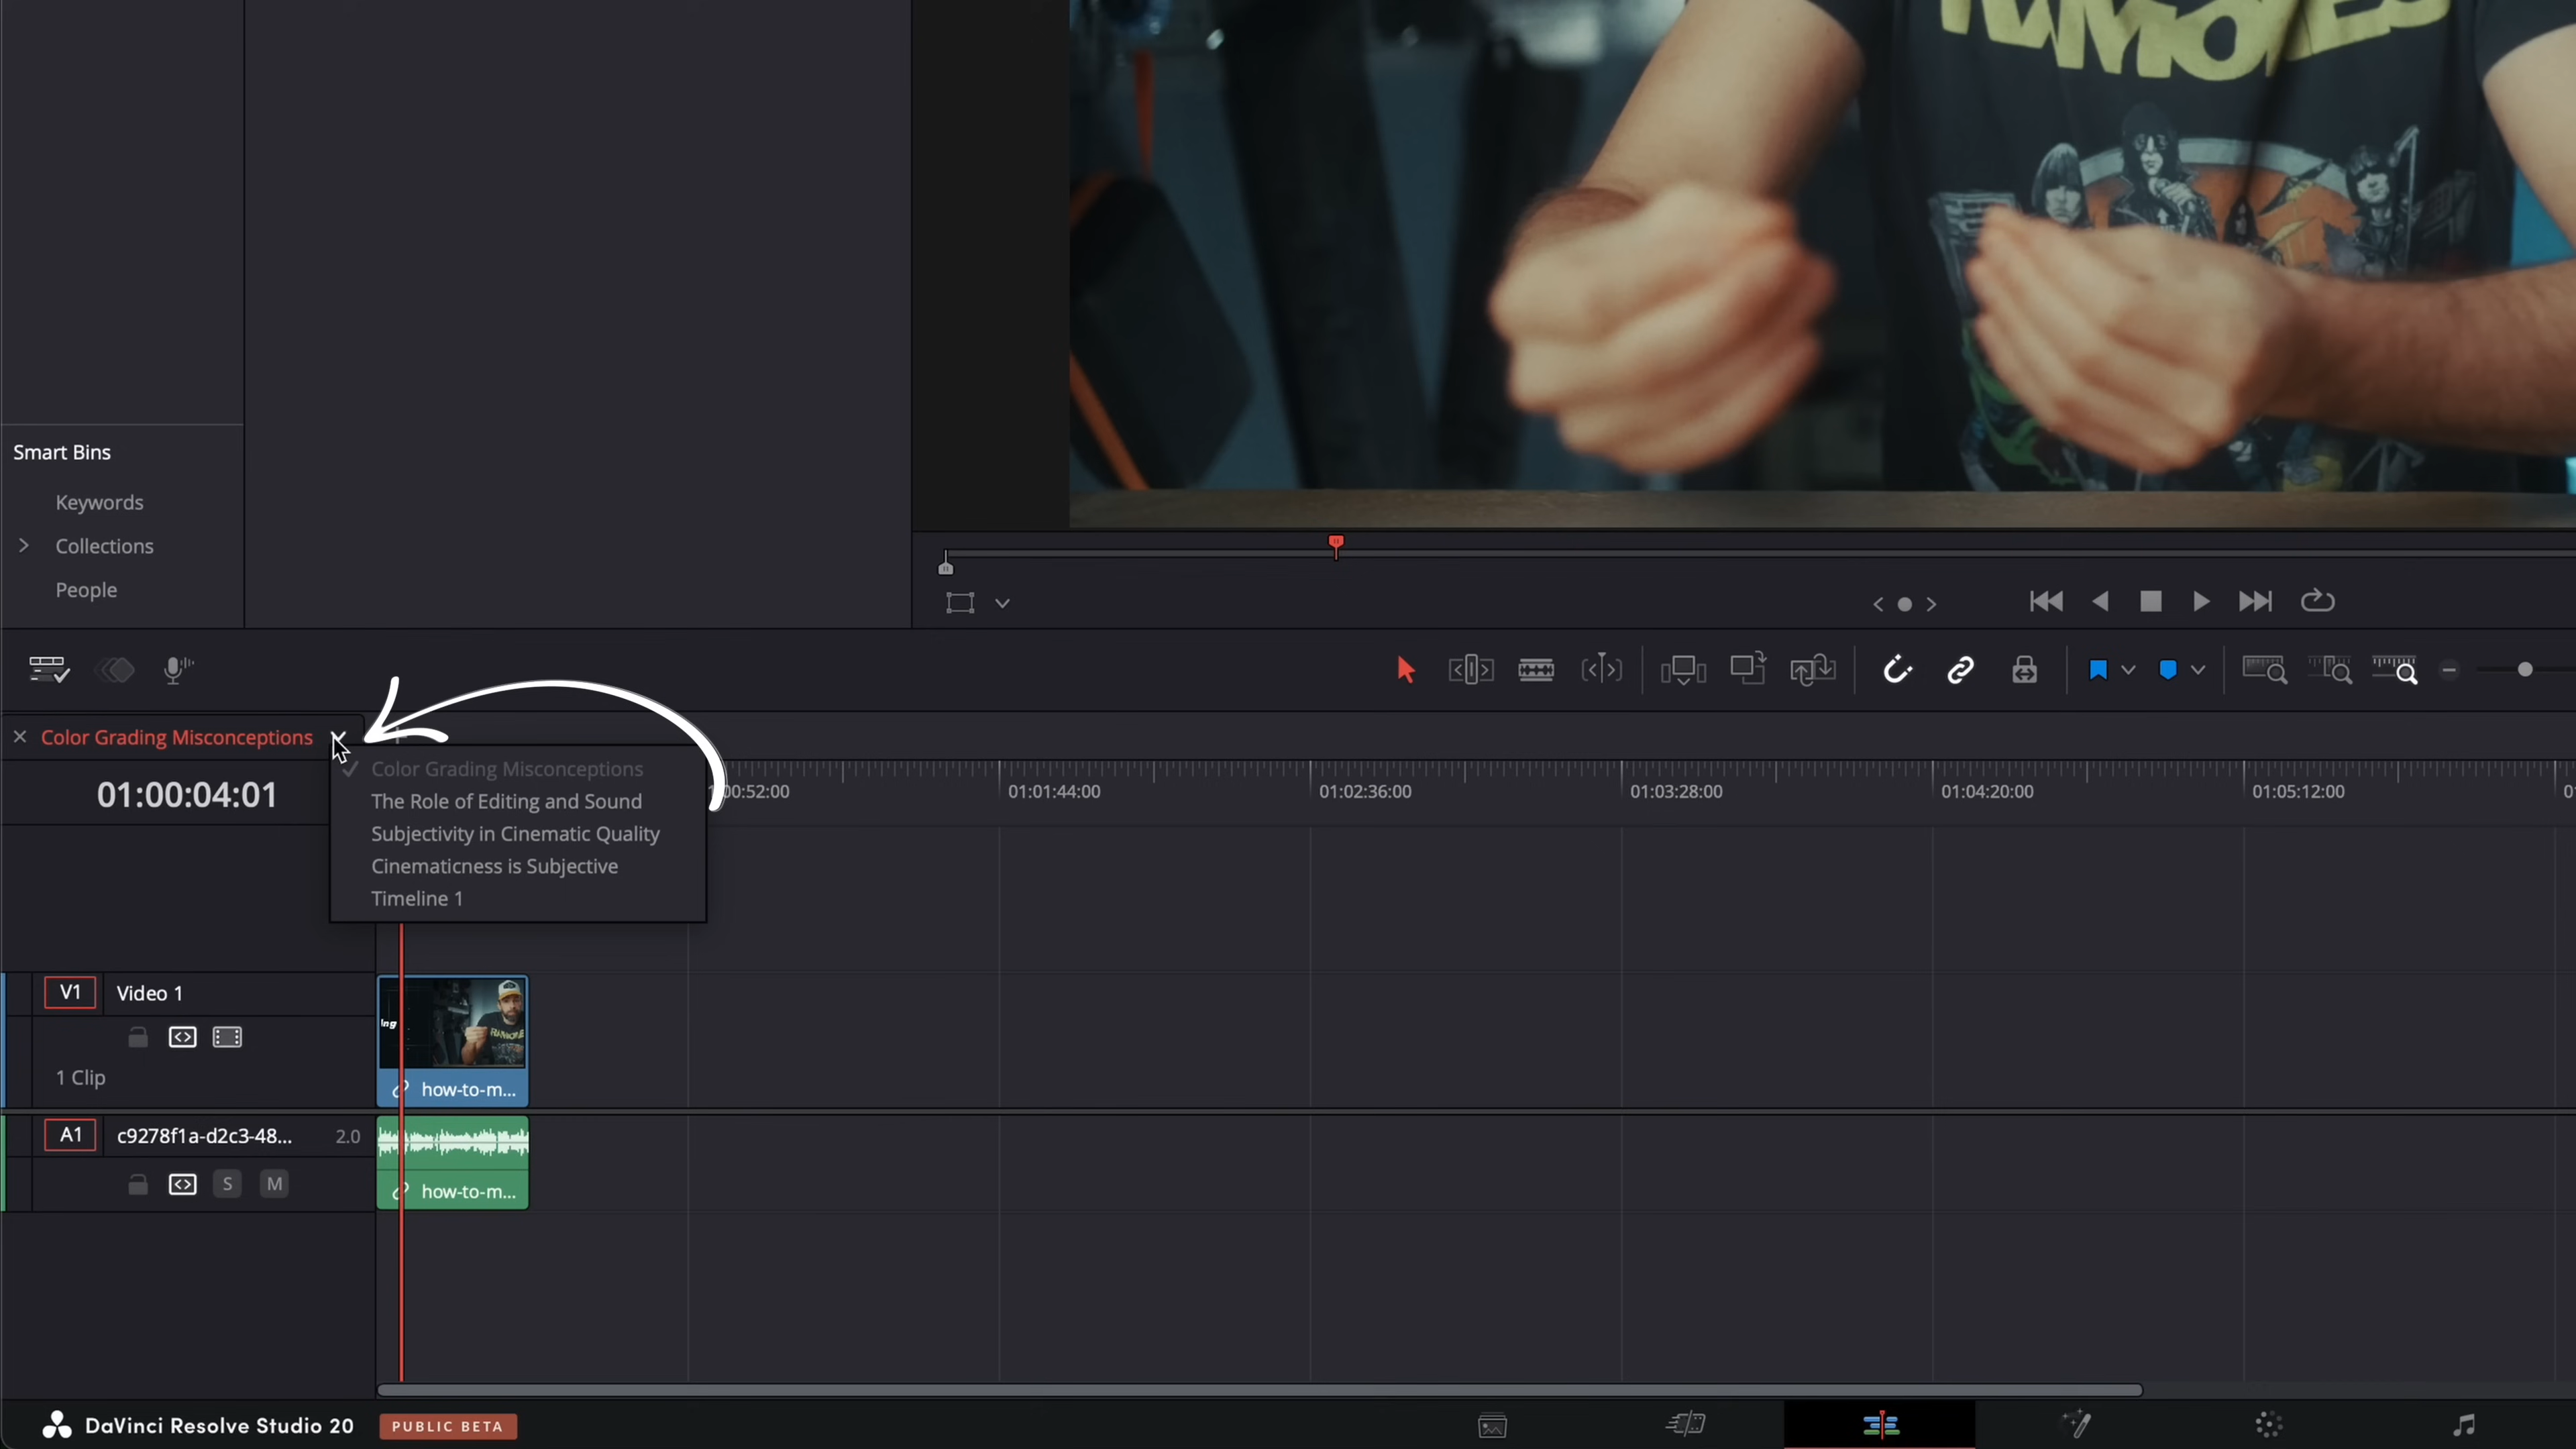 RAMONES
Smart Bins
Keywords
Collections
People
Color Grading Misconceptions
01:00:04:01
Color Grading Misconceptions
The Role of Editing and Sound
Subjectivity in Cinematic Quality
Cinematicness is Subjective
Timeline 1
00:52:00
01:01:44:00
01:02:36:00
01:03:28:00
01:04:20:00
01:05:12:00
V1 Video 1
1 Clip
ing
RAMONES
how-to-m...
A1 c9278f1a-d2c3-48... 2.0
S M
how-to-m...
DaVinci Resolve Studio 20 PUBLIC BETA